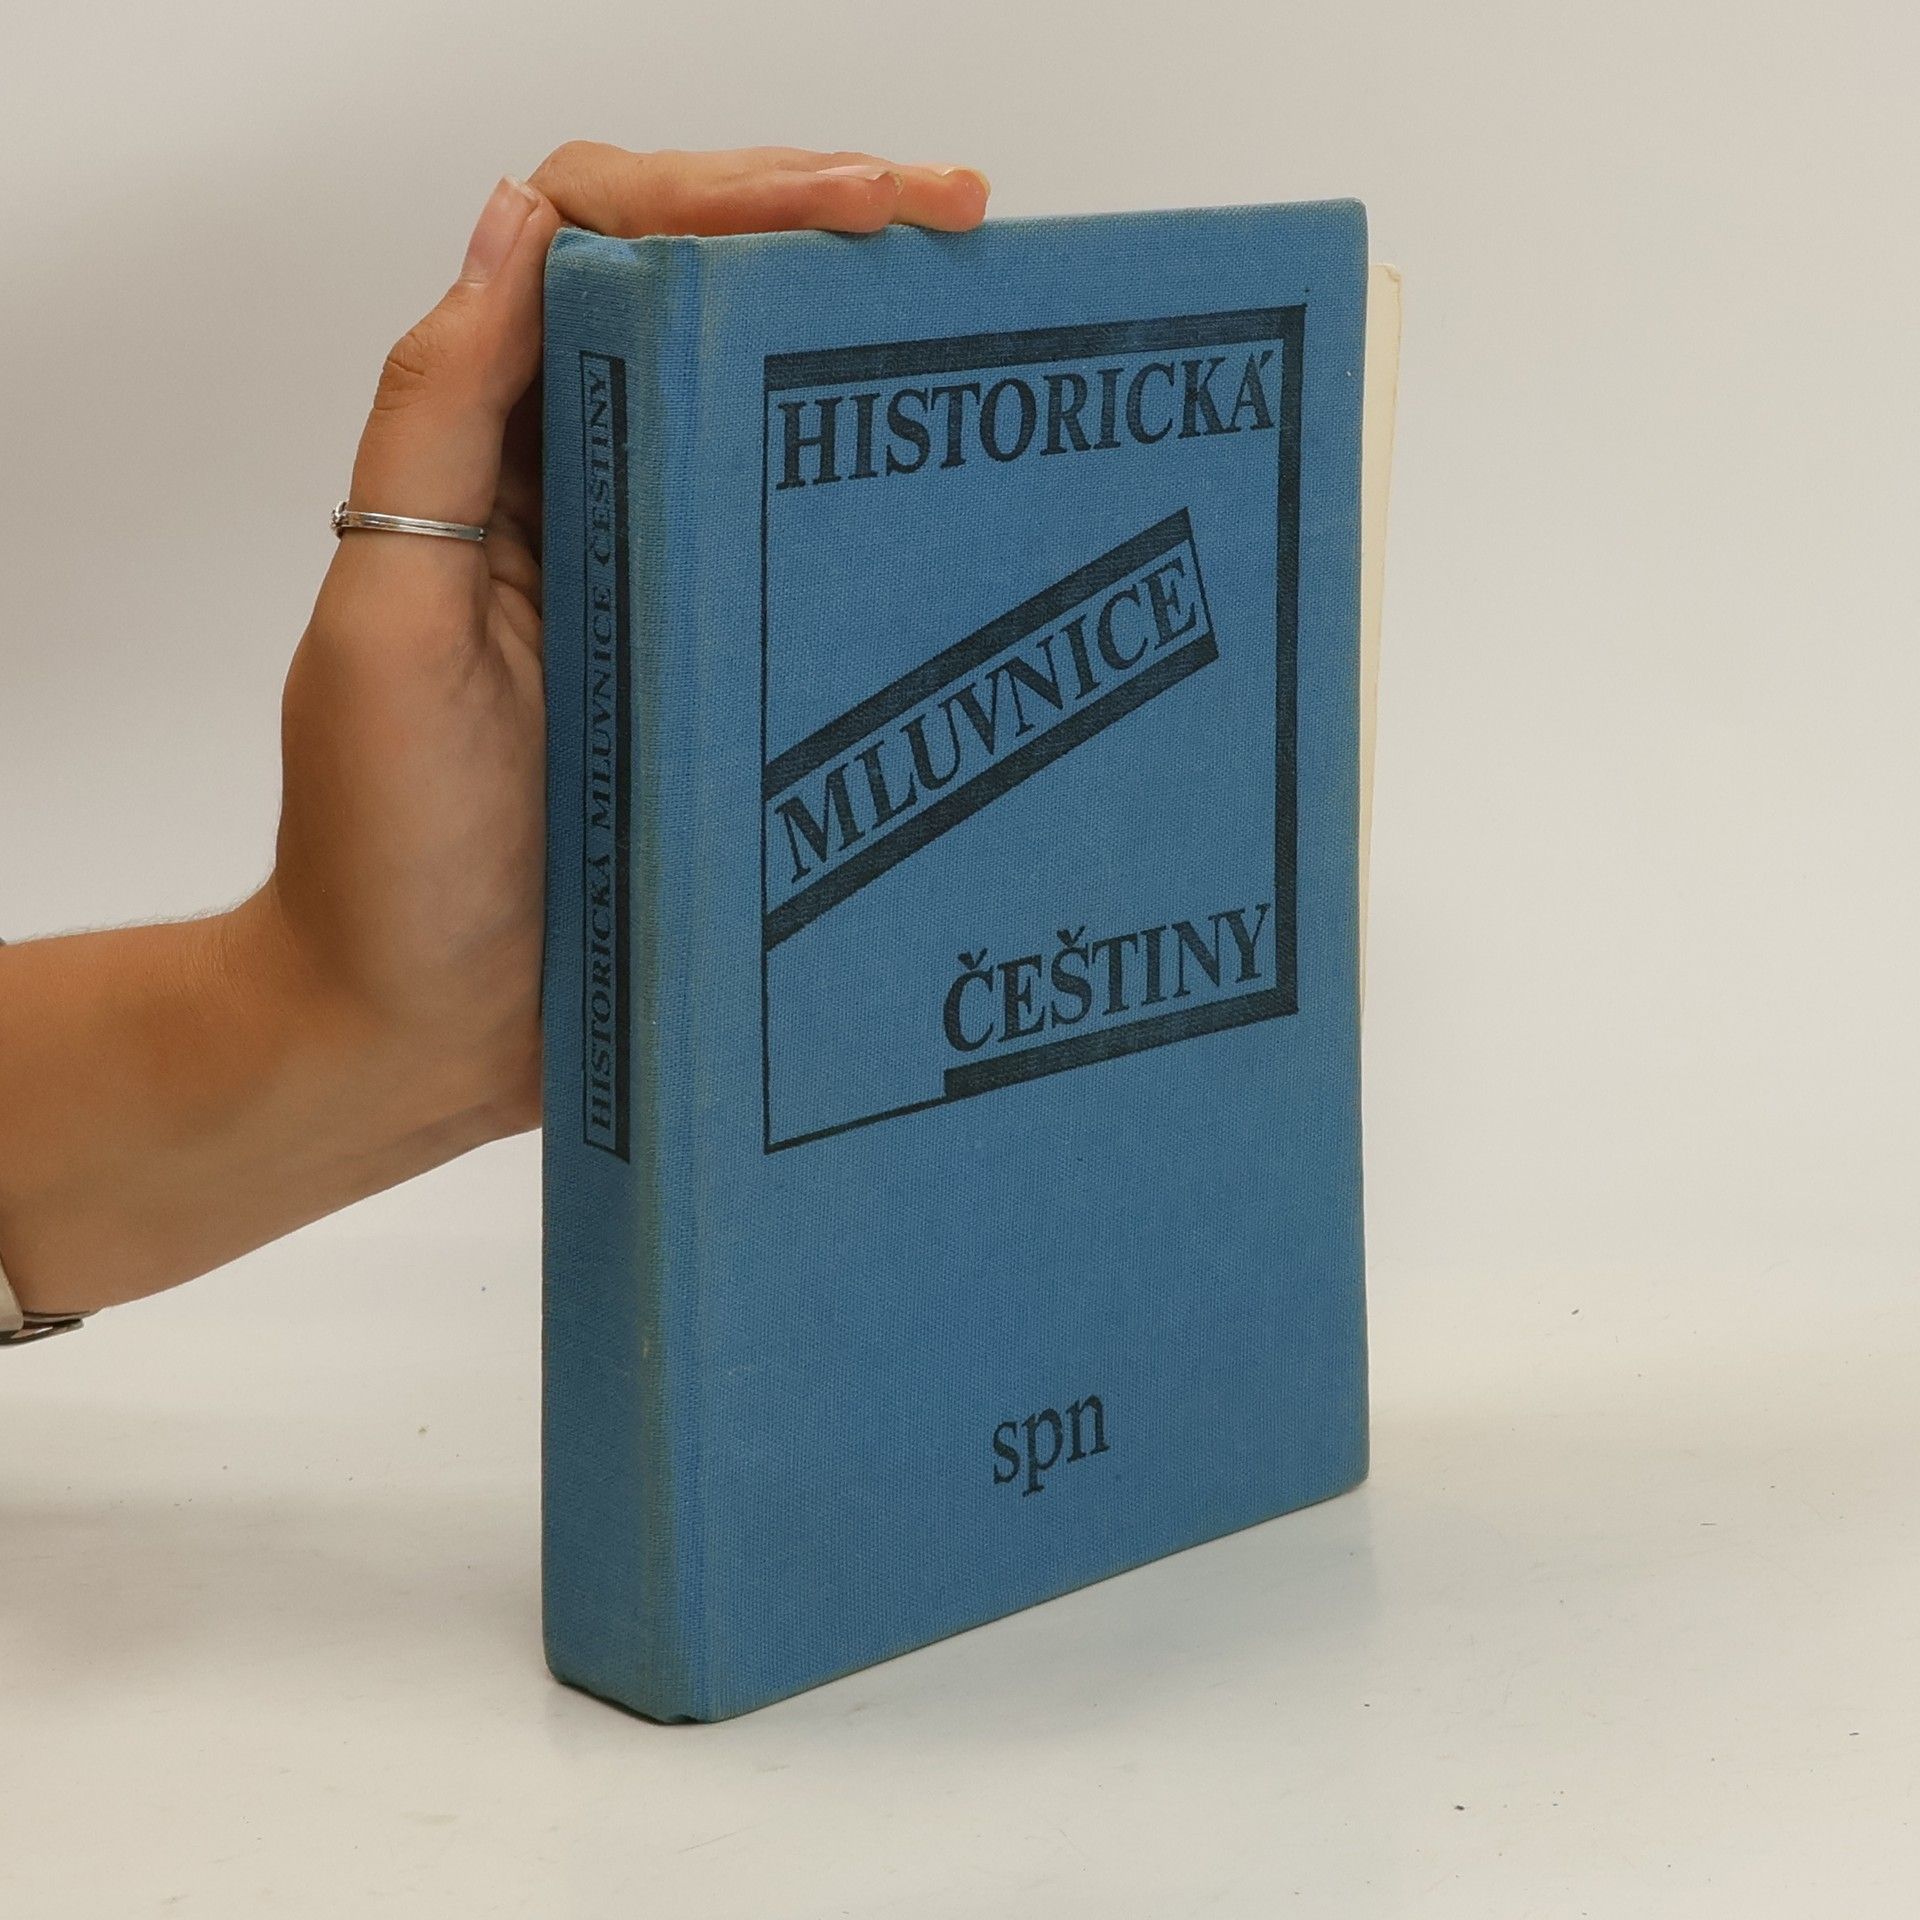 HISTORICKÁ MLUVNICE ČEŠTINY
HISTORICKÁ
MLUVNICE
ČEŠTINY
spn